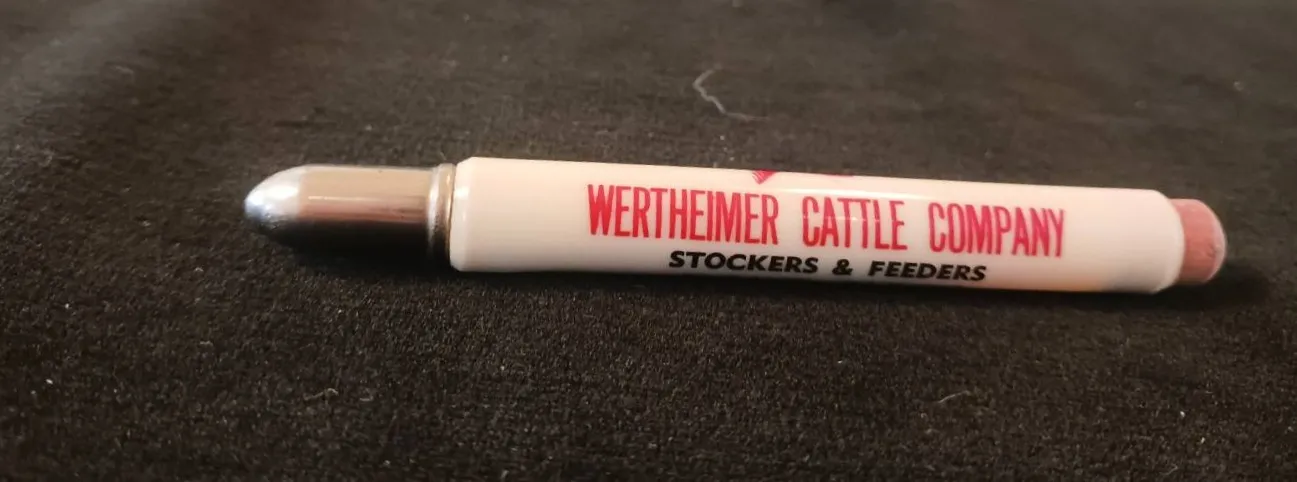 WERTHEIMER CATTLE COMPANY
STOCKERS & FEEDERS